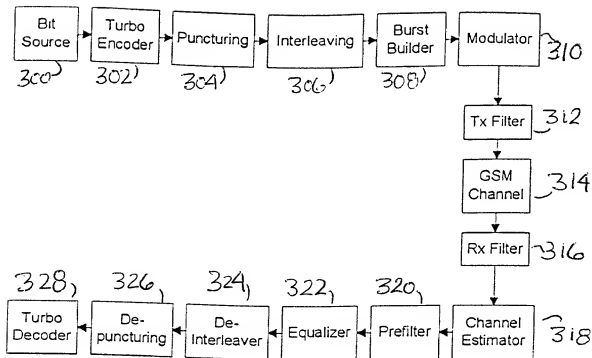 Bit
Source
Turbo
Encoder
Puncturing
Interleaving
Burst
Builder
Modulator
300
302
304
306
308
310
Tx Filter
312
GSM
Channel
314
Rx Filter
316
328
326
324
322
320
Turbo
Decoder
De-
puncturing
De-
Interleaver
Equalizer
Prefilter
Channel
Estimator
318